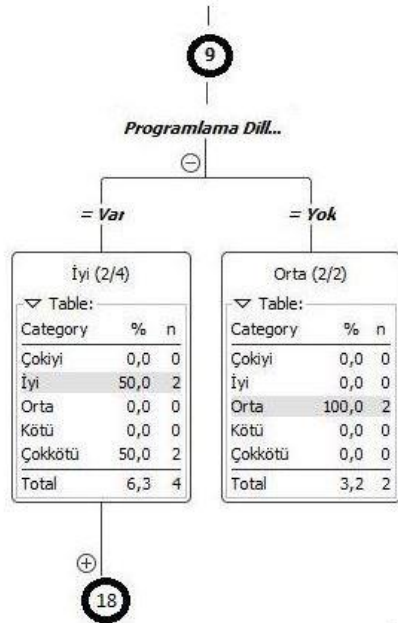 9
Programlama Dill...
= Var
= Yok
İyi (2/4)
Table:
Category % n
Çokiyi 0,0 0
İyi 50,0 2
Orta 0,0 0
Kötü 0,0 0
Çokkötü 50,0 2
Total 6,3 4
Orta (2/2)
Table:
Category % n
Çokiyi 0,0 0
İyi 0,0 0
Orta 100,0 2
Kötü 0,0 0
Çokkötü 0,0 0
Total 3,2 2
18